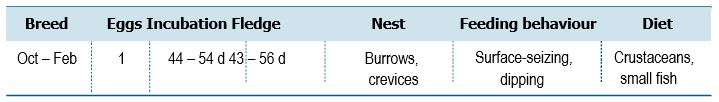 Breed Eggs Incubation Fledge Nest Feeding behaviour Diet
Oct – Feb 1 44 – 54 d 43 – 56 d Burrows, Surface-seizing, Crustaceans,
crevices dipping small fish